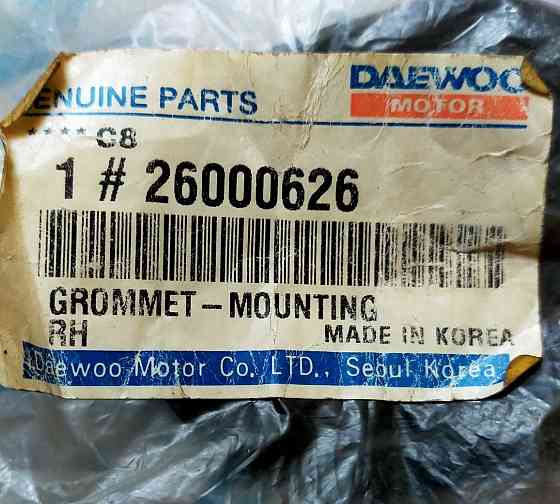 ENUINE PARTS
DAEWOO
MOTOR
**** C8
1 # 26000626
GROMMET-MOUNTING
RH
MADE IN KOREA
Daewoo Motor Co. LTD., Seoul Korea